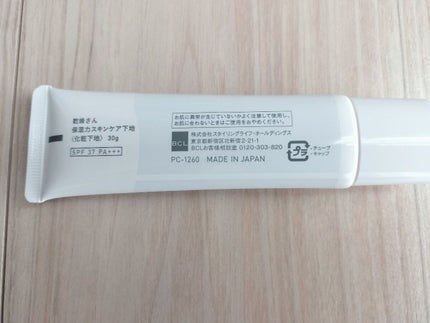 乾燥さん
保湿力スキンケア下地
〈化粧下地〉 30g
SPF 37 PA+++
お肌に異常が生じていないかよく注意して使用し、
お肌に合わないときはご使用をおやめください。
BCL
株式会社スタイリングライフ・ホールディングス
東京都新宿区北新宿2-21-1
BCLお客様相談室 0120-303-820
PC-1260 MADE IN JAPAN
プラ
チューブ
キャップ